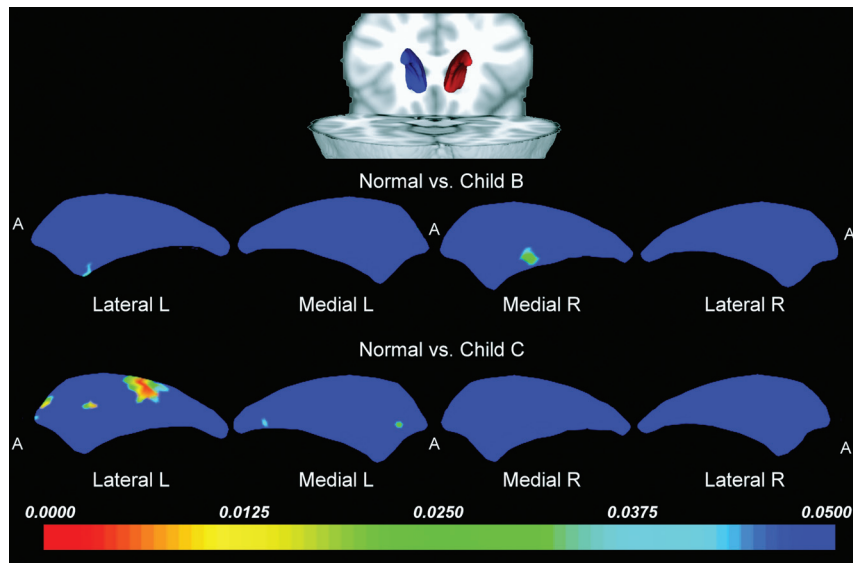 Normal vs. Child B
A A A
Lateral L Medial L Medial R Lateral R
Normal vs. Child C
A A A
Lateral L Medial L Medial R Lateral R
0.0000 0.0125 0.0250 0.0375 0.0500